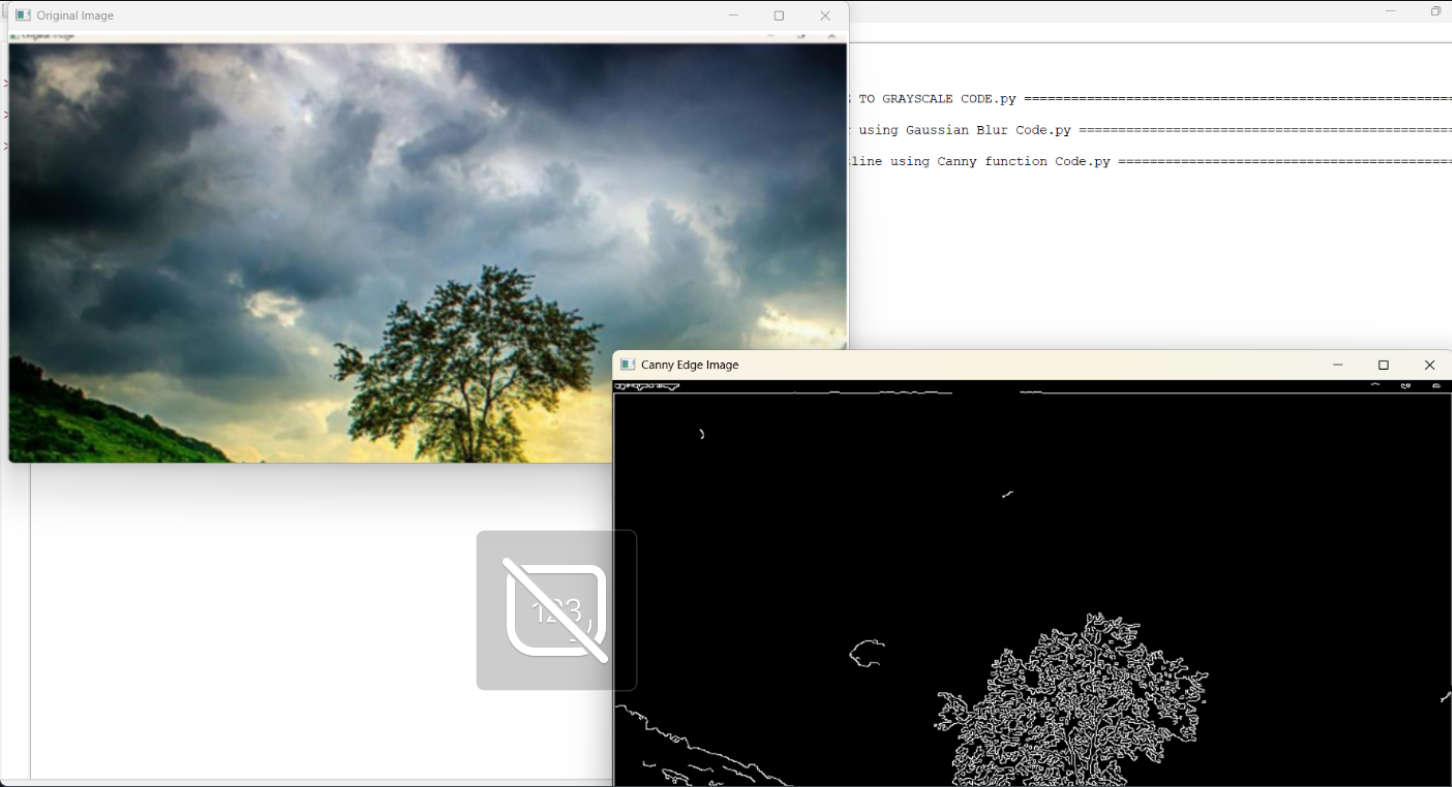 Original Image
TO GRAYSCALE CODE.py ======================================================
using Gaussian Blur Code.py ===============================================
line using Canny function Code.py ==========================================
Canny Edge Image
123